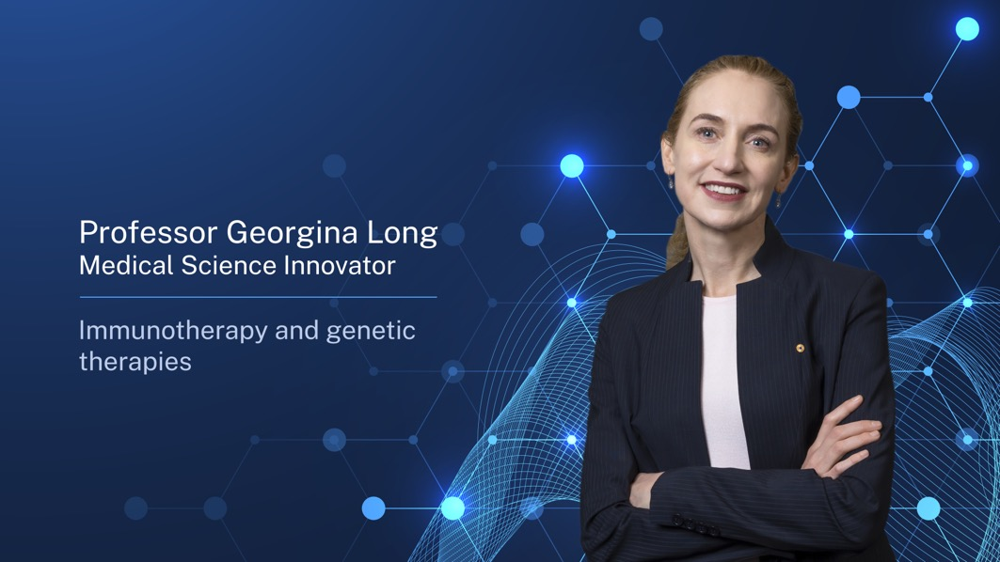 Professor Georgina Long
Medical Science Innovator
Immunotherapy and genetic
therapies